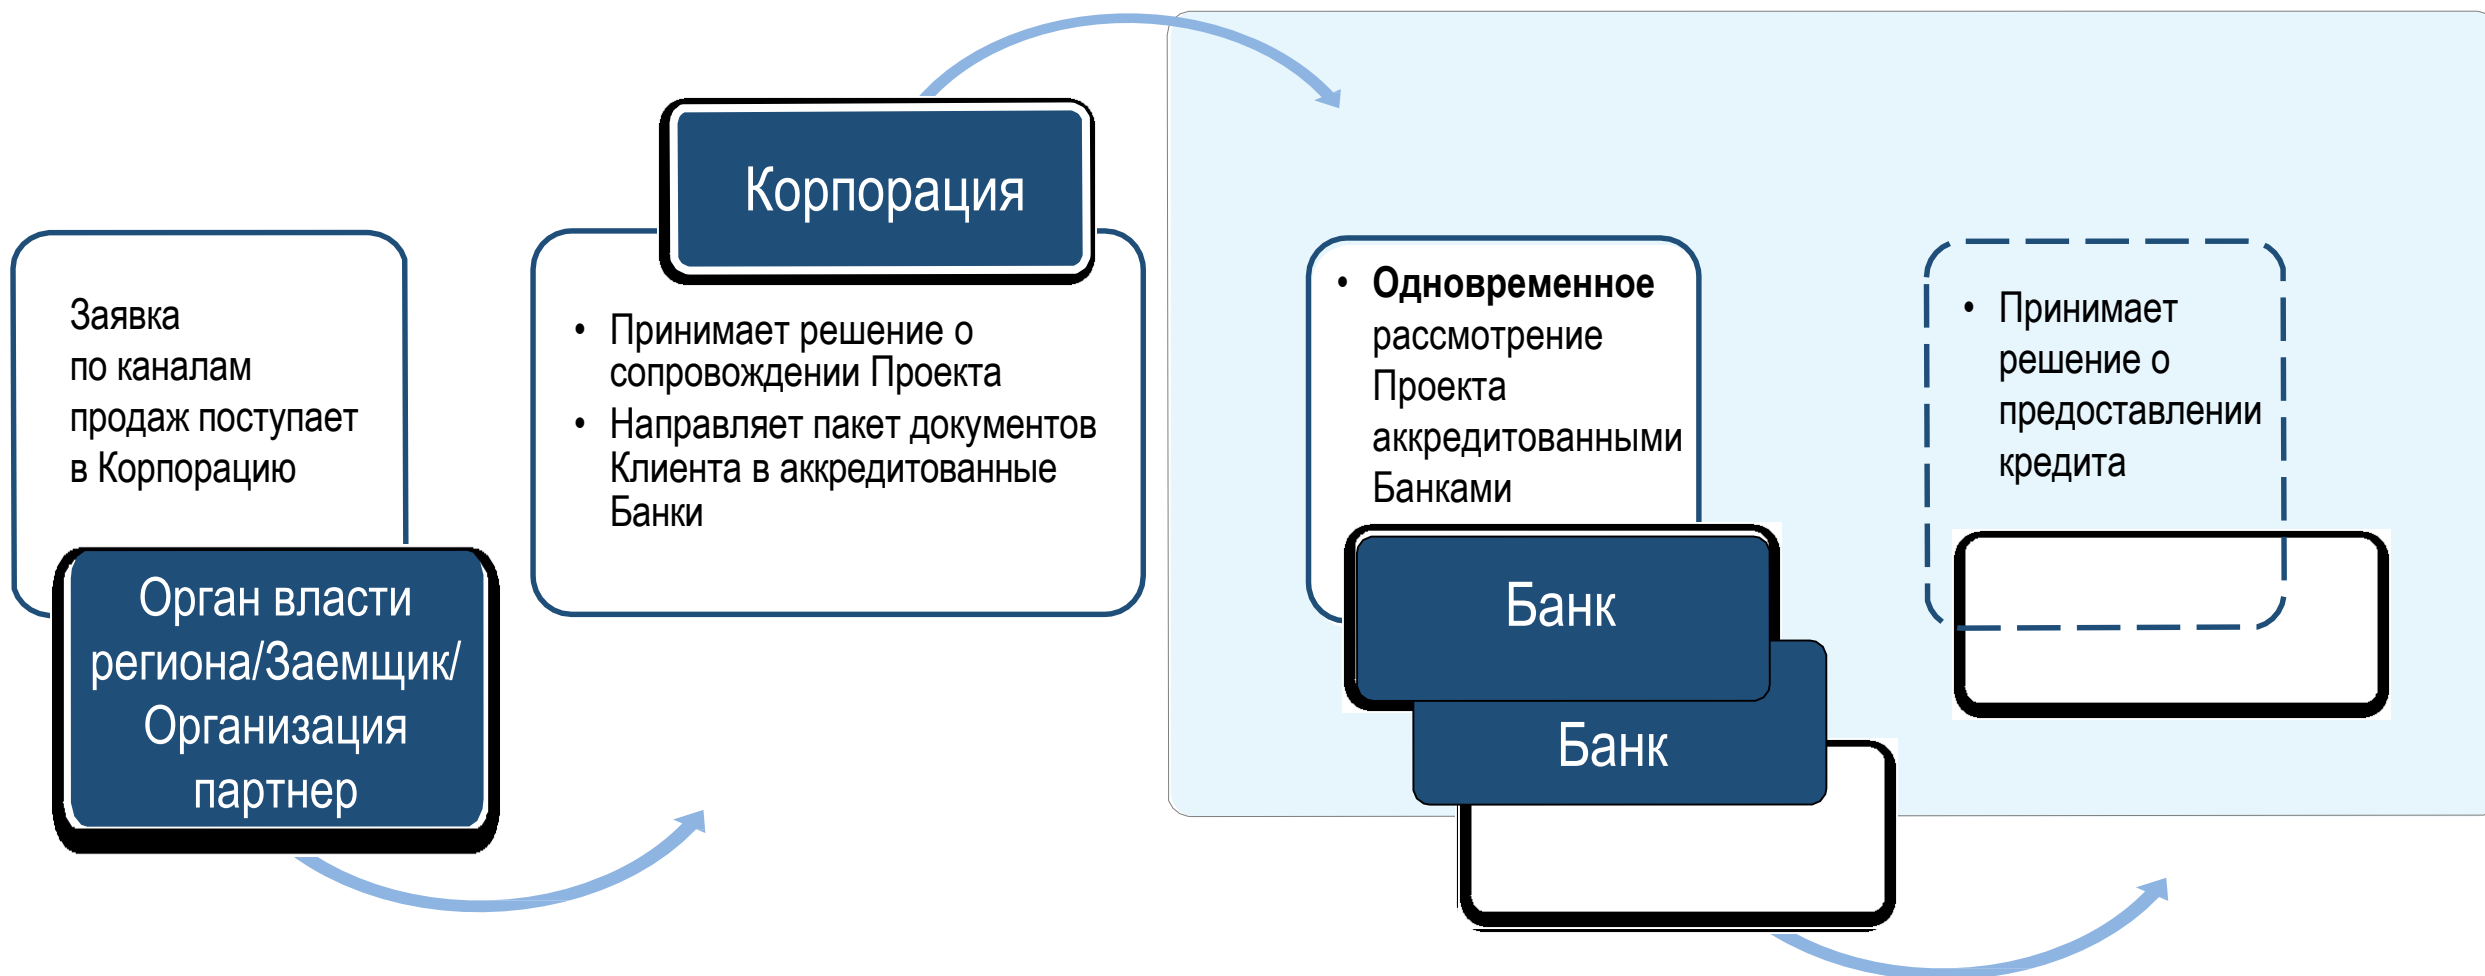 Заявка
по каналам
продаж поступает
в Корпорацию
Орган власти
региона/Заемщик/
Организация
партнер
Корпорация
• Принимает решение о
сопровождении Проекта
• Направляет пакет документов
Клиента в аккредитованные
Банки
• Одновременное
рассмотрение
Проекта
аккредитованными
Банками
Банк
Банк
• Принимает
решение о
предоставлении
кредита